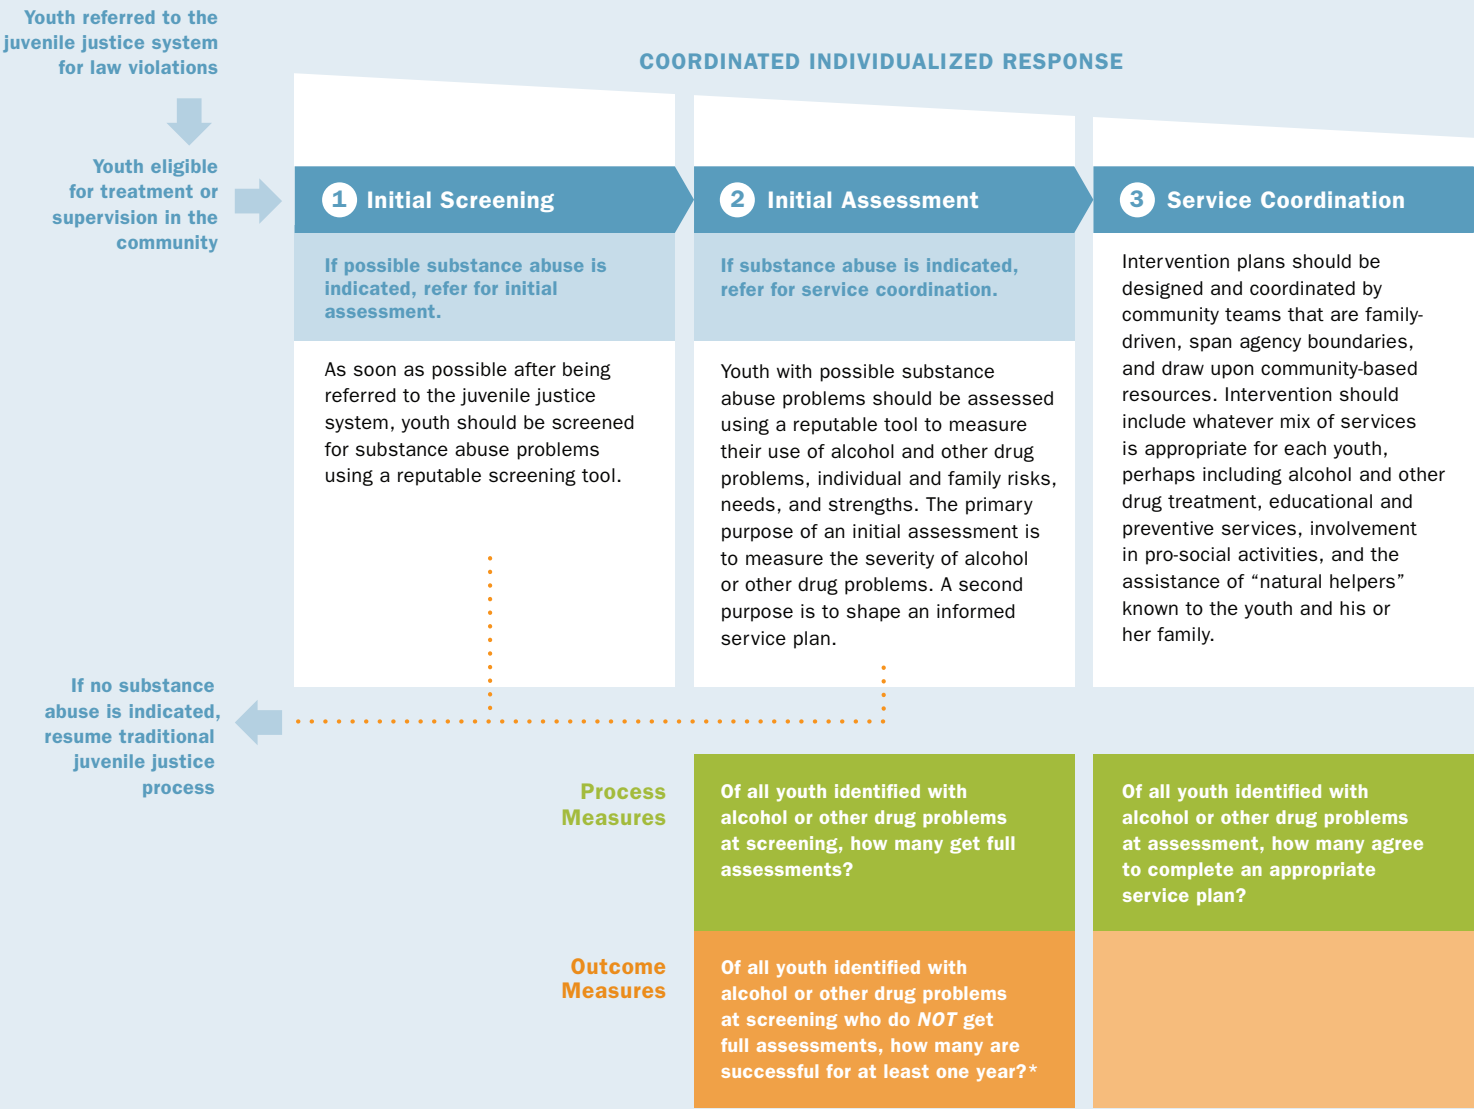 Youth referred to the
juvenile justice system
for law violations
COORDINATED INDIVIDUALIZED RESPONSE
Youth eligible
for treatment or
supervision in the
community
1 Initial Screening
If possible substance abuse is
indicated, refer for initial
assessment.
As soon as possible after being
referred to the juvenile justice
system, youth should be screened
for substance abuse problems
using a reputable screening tool.
2 Initial Assessment
If substance abuse is indicated,
refer for service coordination.
Youth with possible substance
abuse problems should be assessed
using a reputable tool to measure
their use of alcohol and other drug
problems, individual and family risks,
needs, and strengths. The primary
purpose of an initial assessment is
to measure the severity of alcohol
or other drug problems. A second
purpose is to shape an informed
service plan.
3 Service Coordination
Intervention plans should be
designed and coordinated by
community teams that are family-
driven, span agency boundaries,
and draw upon community-based
resources. Intervention should
include whatever mix of services
is appropriate for each youth,
perhaps including alcohol and other
drug treatment, educational and
preventive services, involvement
in pro-social activities, and the
assistance of “natural helpers”
known to the youth and his or
her family.
If no substance
abuse is indicated,
resume traditional
juvenile justice
process
Process
Measures
Of all youth identified with
alcohol or other drug problems
at screening, how many get full
assessments?
Of all youth identified with
alcohol or other drug problems
at assessment, how many agree
to complete an appropriate
service plan?
Outcome
Measures
Of all youth identified with
alcohol or other drug problems
at screening who do NOT get
full assessments, how many are
successful for at least one year?*